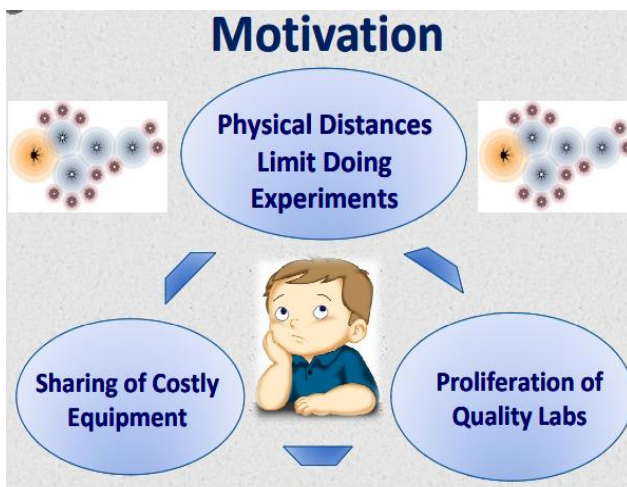 Motivation
Physical Distances
Limit Doing
Experiments
Sharing of Costly
Equipment
Proliferation of
Quality Labs